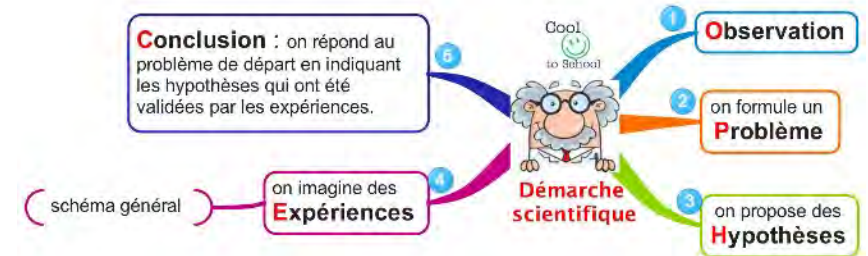 Cool
to School
Démarche
scientifique
1
Observation
2
on formule un
Problème
3
on propose des
Hypothèses
4
on imagine des
Expériences
schéma général
5
Conclusion : on répond au
problème de départ en indiquant
les hypothèses qui ont été
validées par les expériences.